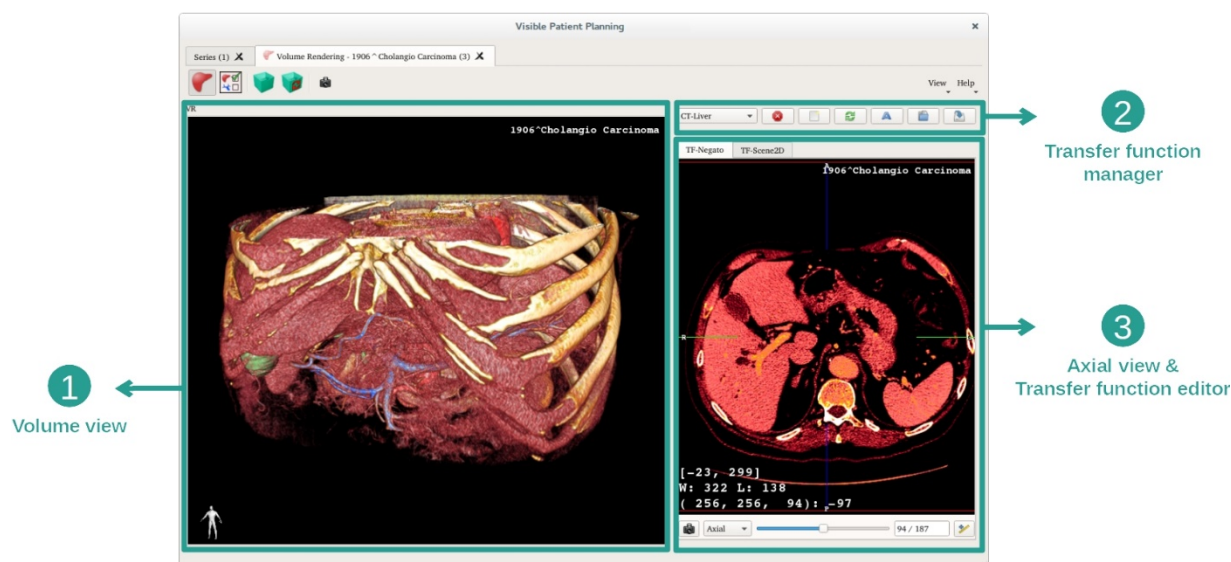 Visible Patient Planning
Series (1)
Volume Rendering - 1906^Cholangio Carcinoma (3)
View
Help
VR
1906^Cholangio Carcinoma
CT-Liver
TF-Negato
TF-Scene2D
A
1906^Cholangio Carcinoma
R
[-23, 299]
W: 322 L: 138
( 256, 256, 94): -97
P
Axial
94 / 187
1
Volume view
2
Transfer function
manager
3
Axial view &
Transfer function editor